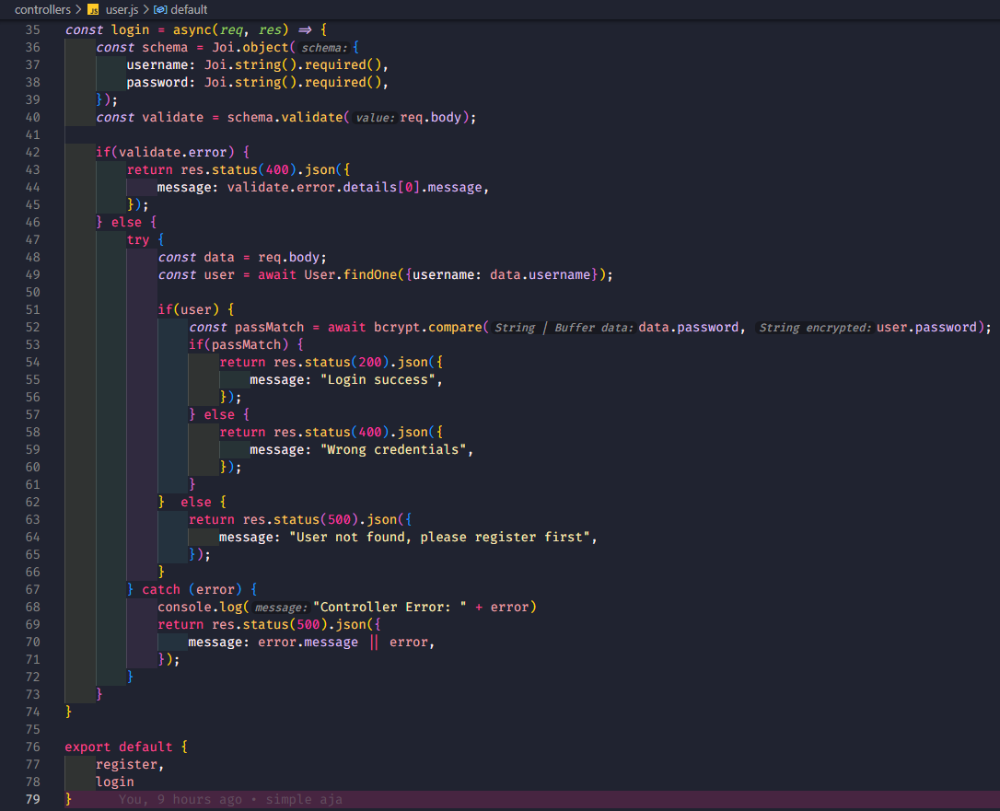 controllers > JS user.js > default
35 const login = async(req, res) => {
36     const schema = Joi.object( schema: {
37         username: Joi.string().required(),
38         password: Joi.string().required(),
39     });
40     const validate = schema.validate( value: req.body);
41
42     if(validate.error) {
43         return res.status(400).json({
44             message: validate.error.details[0].message,
45         });
46     } else {
47         try {
48             const data = req.body;
49             const user = await User.findOne({username: data.username});
50
51             if(user) {
52                 const passMatch = await bcrypt.compare( String | Buffer data: data.password, String encrypted: user.password);
53                 if(passMatch) {
54                     return res.status(200).json({
55                         message: "Login success",
56                     });
57                 } else {
58                     return res.status(400).json({
59                         message: "Wrong credentials",
60                     });
61                 }
62             }  else {
63                 return res.status(500).json({
64                     message: "User not found, please register first",
65                 });
66             }
67         } catch (error) {
68             console.log( message: "Controller Error: " + error)
69             return res.status(500).json({
70                 message: error.message || error,
71             });
72         }
73     }
74 }
75
76 export default {
77     register,
78     login
79 }      You, 9 hours ago • simple aja